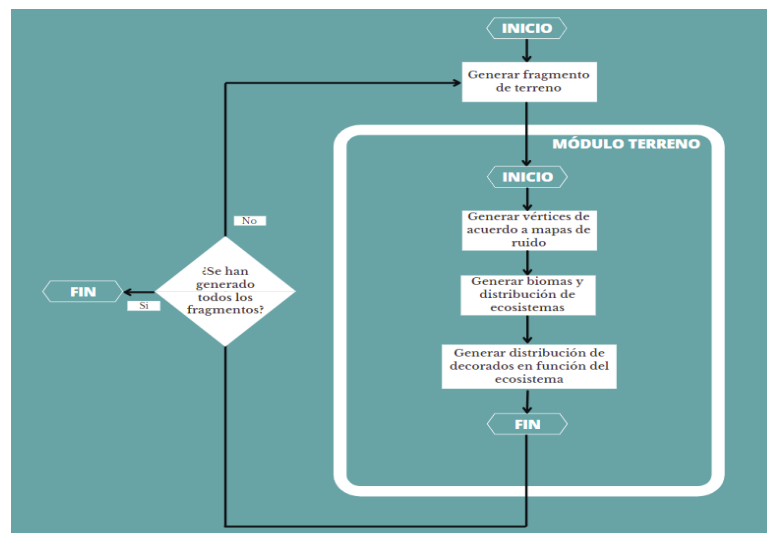 INICIO
Generar fragmento
de terreno
MÓDULO TERRENO
INICIO
Generar vértices de
acuerdo a mapas de
ruido
Generar biomas y
distribución de
ecosistemas
Generar distribución de
decorados en función del
ecosistema
FIN
No
¿Se han
generado
todos los
fragmentos?
Si
FIN